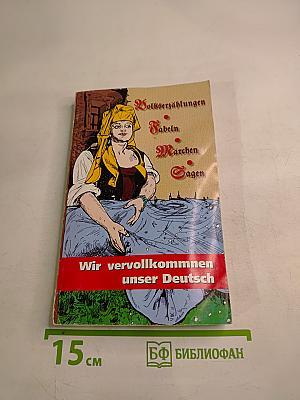 Volkserzählungen
Fabeln
Märchen
Sagen
Wir vervollkommnen
unser Deutsch
15 см
БФ БИБЛИОФАН